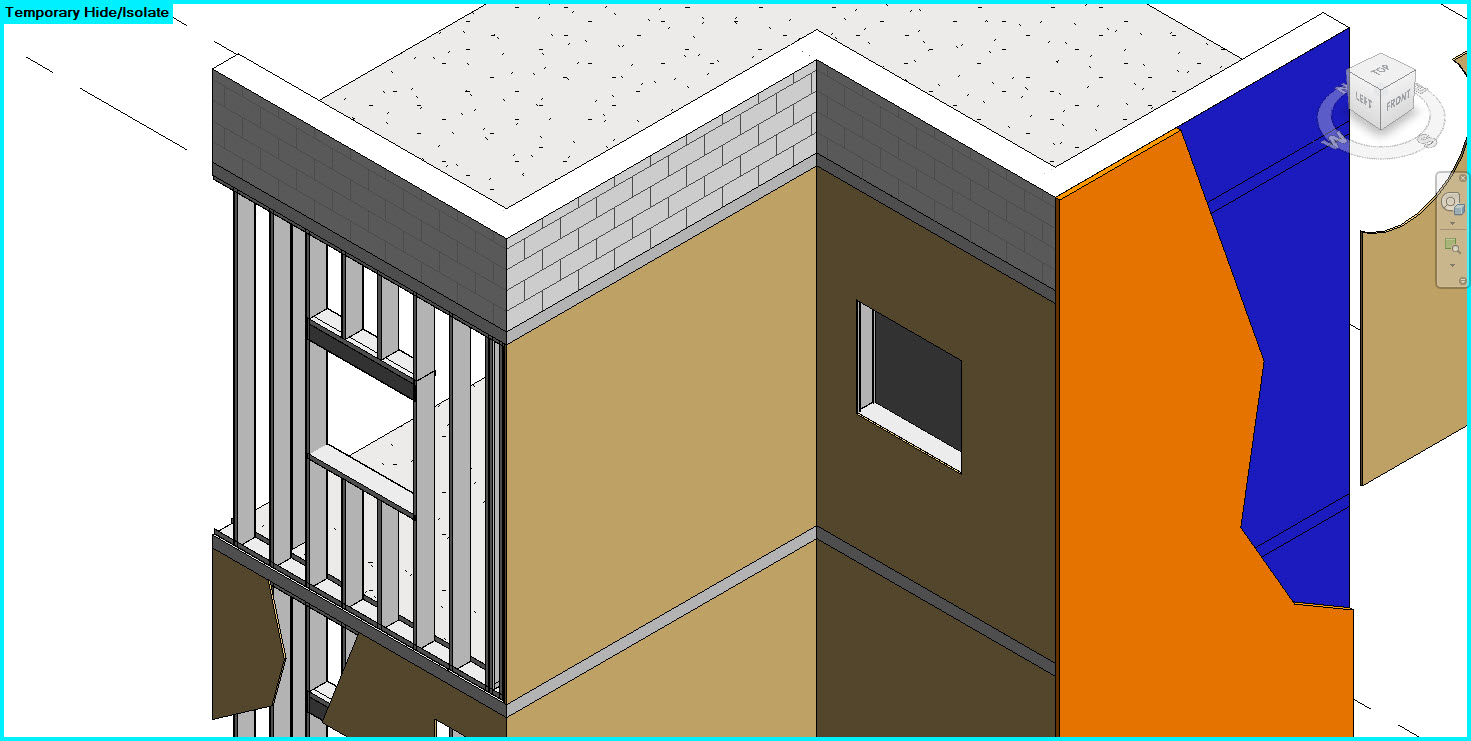 Temporary Hide/Isolate
TOP
LEFT
FRONT
W
S